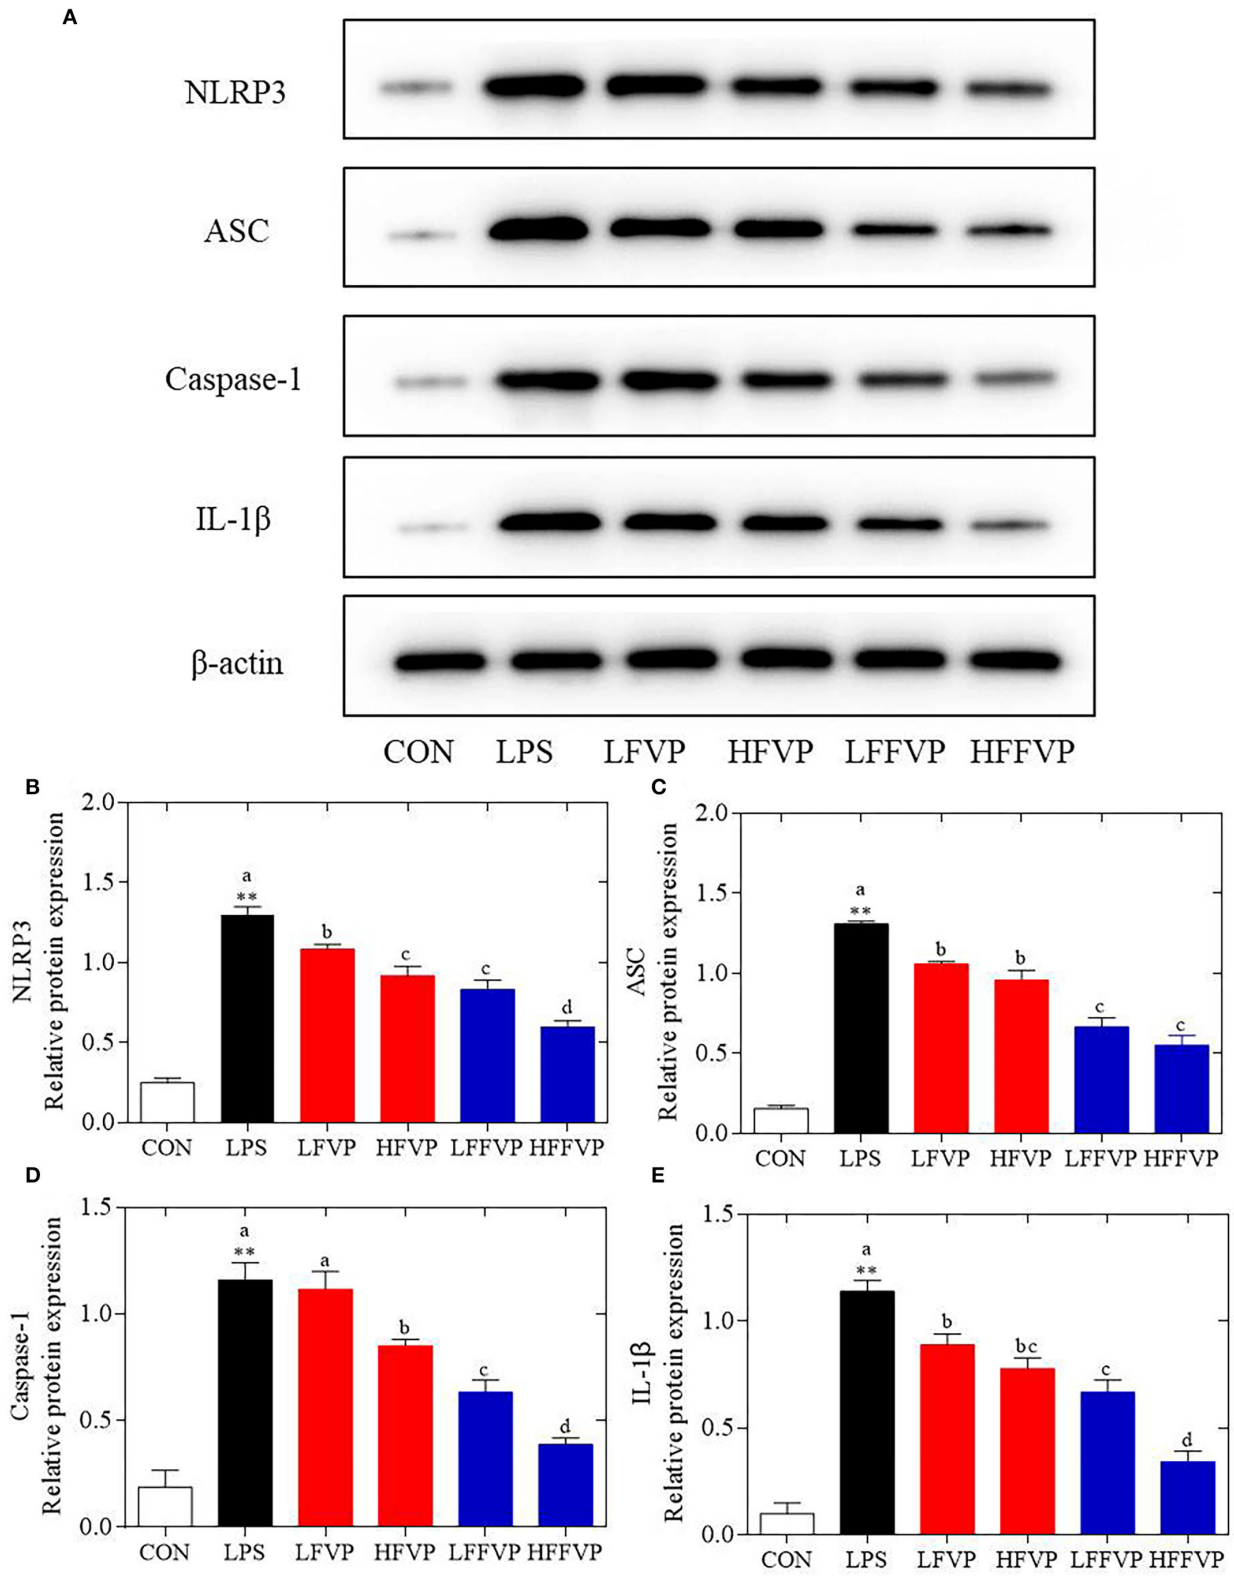 A
NLRP3
ASC
Caspase-1
IL-1β
β-actin
CON LPS LFVP HFVP LFFVP HFFVP
B
NLRP3
Relative protein expression
2.0
1.5
1.0
0.5
0.0
a
**
b
c
c
d
CON LPS LFVP HFVP LFFVP HFFVP
C
ASC
Relative protein expression
2.0
1.5
1.0
0.5
0.0
a
**
b
b
c
c
CON LPS LFVP HFVP LFFVP HFFVP
D
Caspase-1
Relative protein expression
1.5
1.0
0.5
0.0
a
**
a
b
c
d
CON LPS LFVP HFVP LFFVP HFFVP
E
IL-1β
Relative protein expression
1.5
1.0
0.5
0.0
a
**
b
bc
c
d
CON LPS LFVP HFVP LFFVP HFFVP